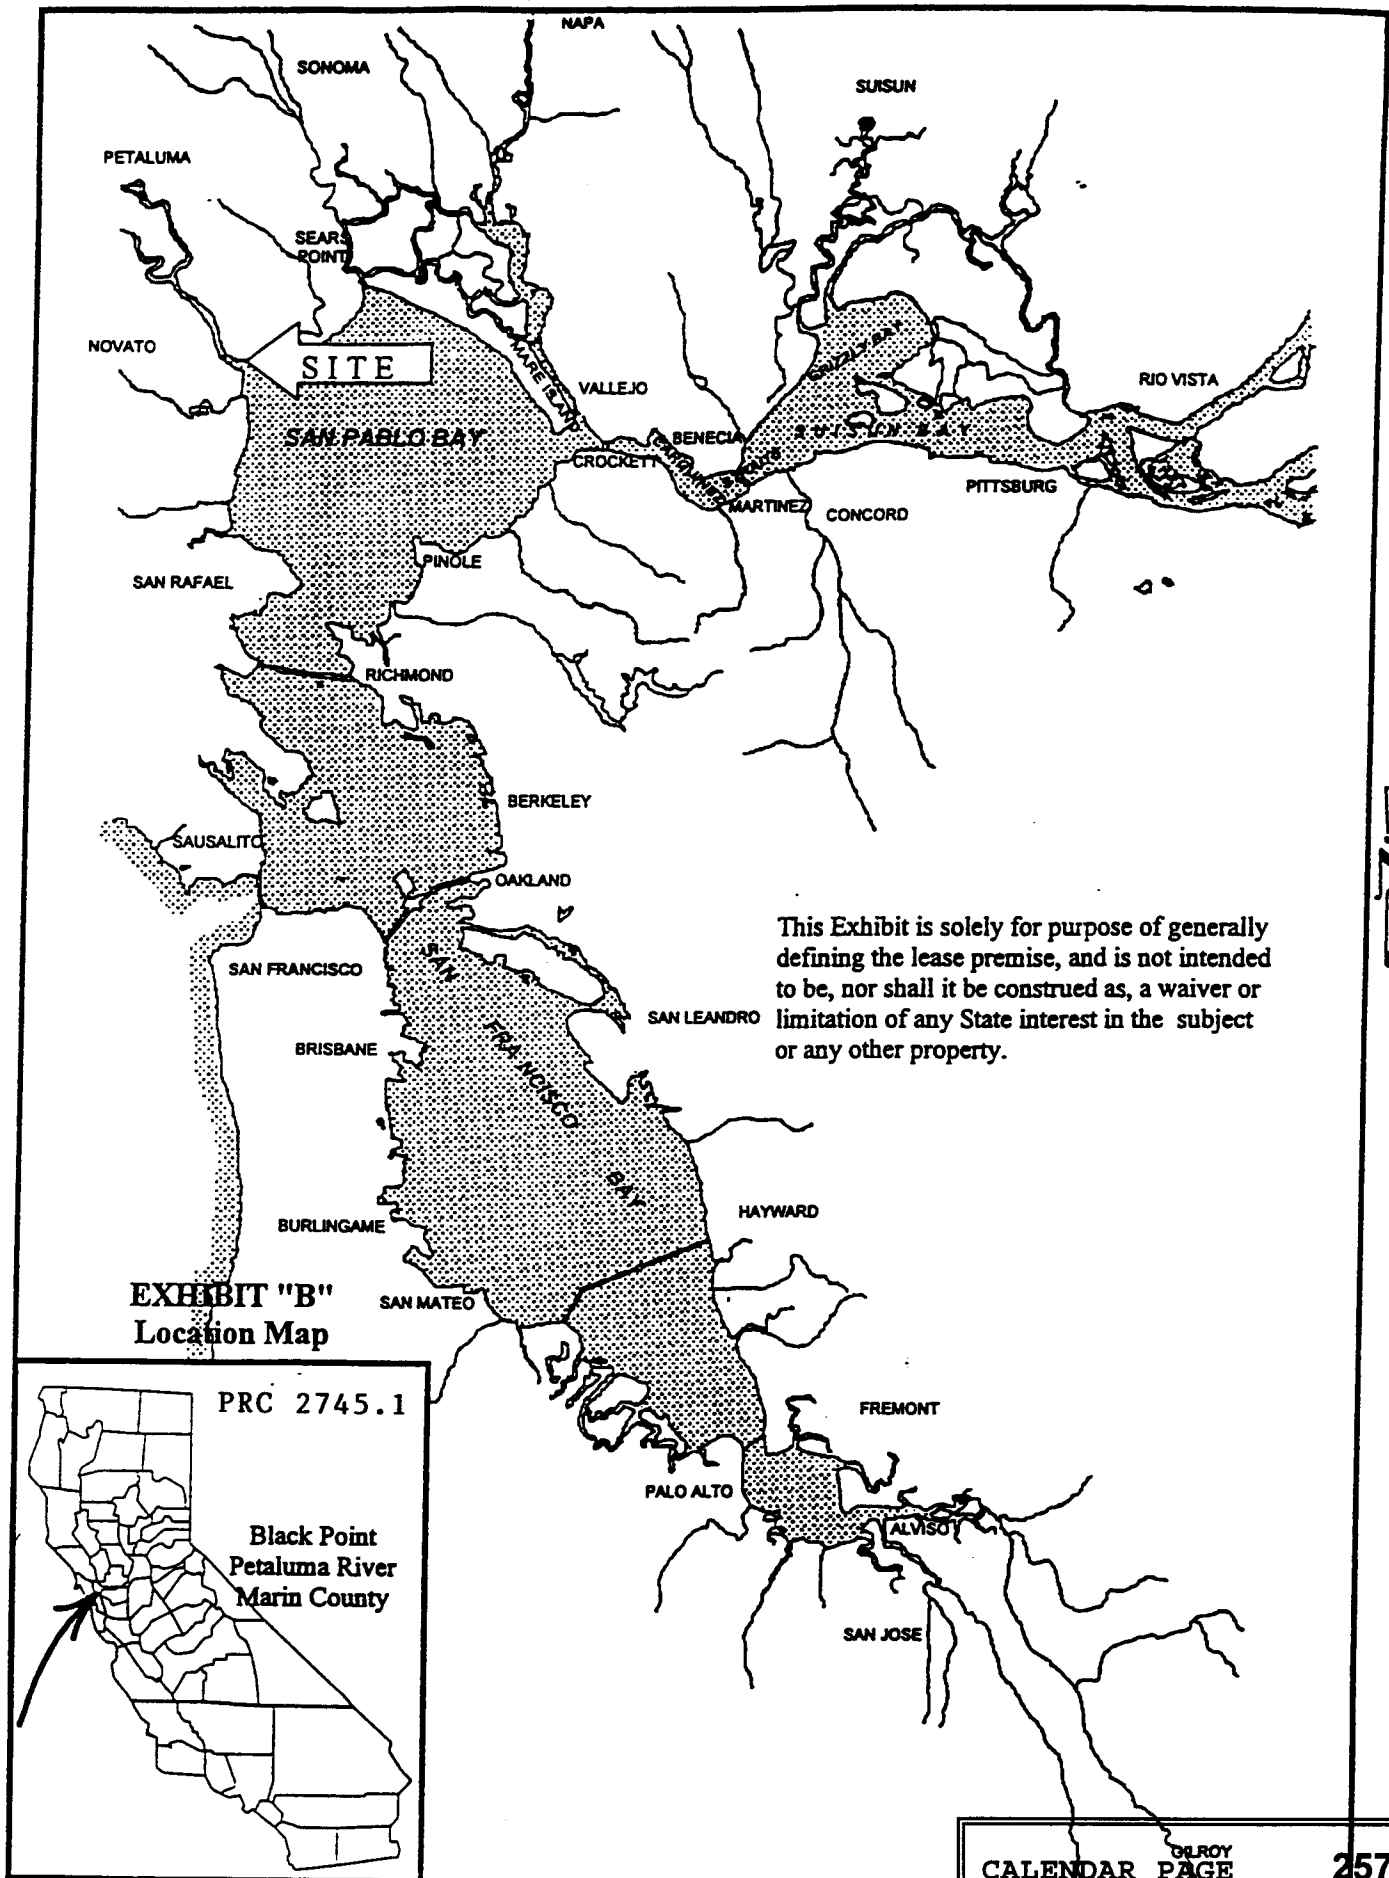 NAPA
SONOMA
SUISUN
PETALUMA
SEARS
POINT
NOVATO
SITE
MARE ISLAND
VALLEJO
GRIZZLY BAY
RIO VISTA
SAN PABLO BAY
BENECIA
SUISUN BAY
CROCKETT
CARQUINEZ STRAITS
PITTSBURG
MARTINEZ
CONCORD
PINOLE
SAN RAFAEL
RICHMOND
BERKELEY
SAUSALITO
OAKLAND
This Exhibit is solely for purpose of generally
defining the lease premise, and is not intended
to be, nor shall it be construed as, a waiver or
limitation of any State interest in the subject
or any other property.
SAN FRANCISCO
SAN FRANCISCO BAY
SAN LEANDRO
BRISBANE
HAYWARD
BURLINGAME
EXHIBIT "B"
Location Map
SAN MATEO
PRC 2745.1
FREMONT
PALO ALTO
Black Point
Petaluma River
Marin County
ALVISO
SAN JOSE
GILROY
CALENDAR PAGE 257